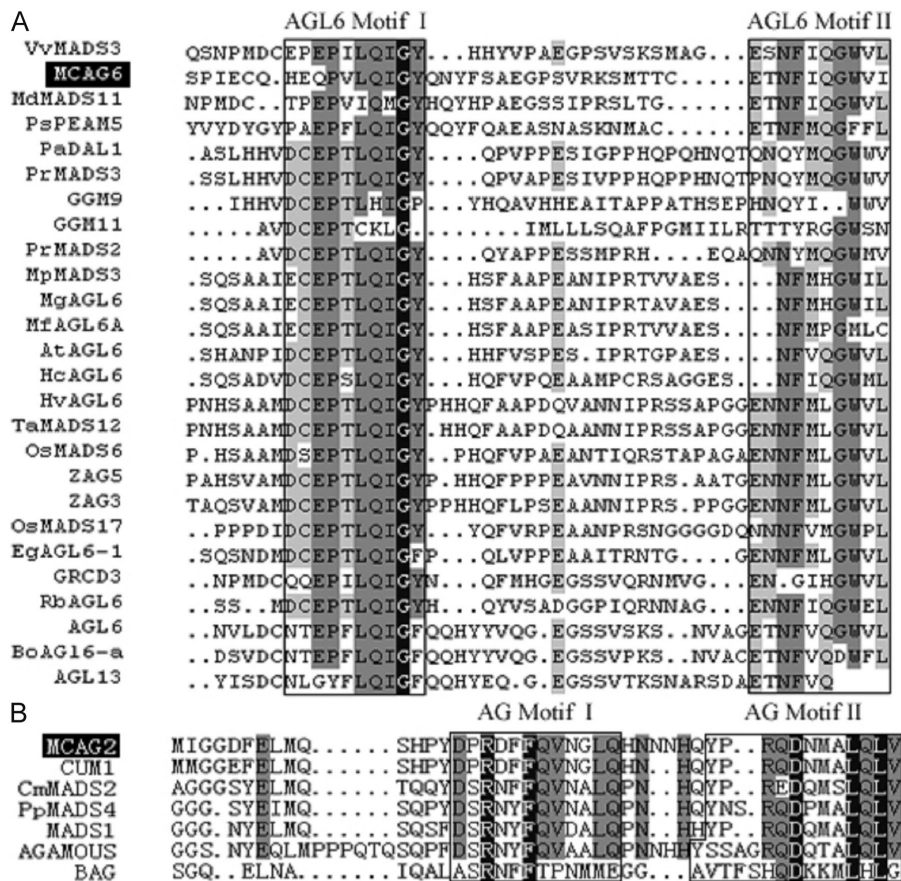 A
AGL6 Motif I AGL6 Motif II
VvMADS3 QSNPMDCEPEPILQIGY...HHYVPAEGPSVSKSMAG......ESNFIQGWVL
MCAG6 SPIECQ.HEQPVLQIGYQNYFSAEGPSVRKSMTTC......ETNFIQGWVI
MdMADS11 NPMDC..TPEPVIQMGYHQYHPAEGSSIPRSLTG.......ETNFIQGWVL
PsPEAM5 YVYDYGYPAEPFLQIGYQQYFQAEASNASKNMAC......ETNFMQGFFL
PaDAL1 .ASLHHVDCEPTLQIGY....QPVPPESIGPPHQPQHNQTQNQYMQGWWV
PrMADS3 .SSLHHVDCEPTLQIGY....QPVAPESIVPPHQPPHNQTPNQYMQGWWV
GGM9 ...IHHVDCEPTLHIGP...YHQAVHHEAITAPPATHSEPHNQYI..WWV
GGM11 .....AVDCEPTCKLG.......IMLLLSQAFPGMIILRTTTYRGGWSN
PrMADS2 .....AVDCEPTLQIGY....QYAPPESSMPRH....EQAQNNYMQGWMV
MpMADS3 .SQSAAIECEPTLQIGY...HSFAAPEANIPRTVVAES....NFMHGWIL
MgAGL6 .SQSAAIECEPTLQIGY...HSFAAPEANIPRTAVAES....NFMHGWIL
MfAGL6A .SQSAAIECEPTLQIGY...HSFAAPEASIPRTVVAES....NFMPGMLC
AtAGL6 .SHANPIDCEPTLQIGY...HHFVSPES.IPRTGPAES....NFVQGWVL
HcAGL6 .SQSADVDCEPSLQIGY...HQFVPQEAAMPCRSAGGES...NFIQGWML
HvAGL6 PNHSAAMDCEPTLQIGYPHHQFAAPDQVANNIPRSSAPGGENNFMLGWVL
TaMADS12 PNHSAAMDCEPTLQIGY.HHQFAAPDQAANNIPRSSAPGGENNFMLGWVL
OsMADS6 P.HSAAMDSEPTLQIGY..PHQFVPAEANTIQRSTAPAGAENNFMLGWVL
ZAG5 PAHSVAMDCEPTLQIGYP.HHQFAPPPEAVNNIPRS.AATGENNFMLGWVL
ZAG3 TAQSVAMDCEPTLQIGYPPHHQFLPSEAANNIPRS.PPGGENNFMLGWVL
OsMADS17 ..PPPDIDCEPTLQIGY...YQFVRPEAANPRSNGGGGDQNNNFVMGWPL
EgAGL6-1 .SQSNDMDCEPTLQIGFP...QLVPPEAAITRNTG....GENNFMLGWVL
GRCD3 ..NPMDCQQEPILQIGYN...QFMHGEGSSVQRNMVG...EN.GIHGWVL
RbAGL6 ..SS..MDCEPTLQIGYH...QYVSADGGPIQRNNAG...ENNFIQGWEL
AGL6 ..NVLDCNTEPFLQIGFQQHYYVQG.EGSSVSKS..NVAGETNFVQGWVL
BoAGl6-a ..DSVDCNTEPFLQIGFQQHYYVQG.EGSSVPKS..NVACETNFVQDWFL
AGL13 ..YISDCNLGYFLQIGFQQHYEQ.G.EGSSVTKSNARSDAETNFVQ
B
AG Motif I AG Motif II
MCAG2 MIGGDFELMQ......SHPYDPRDFFQVNGLQHNNNHQYP..RQDNMALQLV
CUM1 MMGGEFELMQ......SHPYDPRDFFQVNGLQHN..HQYP..RQDNMALQLV
CmMADS2 AGGGSYELMQ......TQQYDSRNFFQVNALQPN..HQYP..REDQMSLQLV
PpMADS4 GGG.SYEIMQ......SQPYDSRNYFQVNALQPN..HQYNS.RQDPMALQLV
MADS1 GGG.NYELMQ......SQSFDSRNYFQVDALQPN..HHYP..RQDQTALQLV
AGAMOUS GGS.NYEQLMPPPQTQSQPFDSRNYFQVAALQPNNHHYSSAGRQDQTALQLV
BAG SGQ..ELNA.......IQALASRNFFTPNMMEGG.....AVTFSHQDKKMLHLG